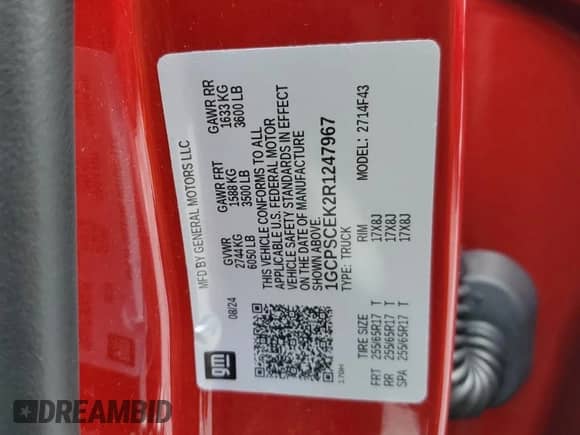 MFD BY GENERAL MOTORS LLC
08/24
gm
GVWR
2744 KG
6050 LB
GAWR FRT
1588 KG
3500 LB
GAWR RR
1633 KG
3600 LB
THIS VEHICLE CONFORMS TO ALL
APPLICABLE U.S. FEDERAL MOTOR
VEHICLE SAFETY STANDARDS IN EFFECT
ON THE DATE OF MANUFACTURE
SHOWN ABOVE.
1GCPSCEK2R1247967
TYPE: TRUCK
MODEL: 2714F43
170H
TIRE SIZE RIM
FRT 255/65R17 T 17X8J
RR 255/65R17 T 17X8J
SPA 255/65R17 T 17X8J
DREAMBID